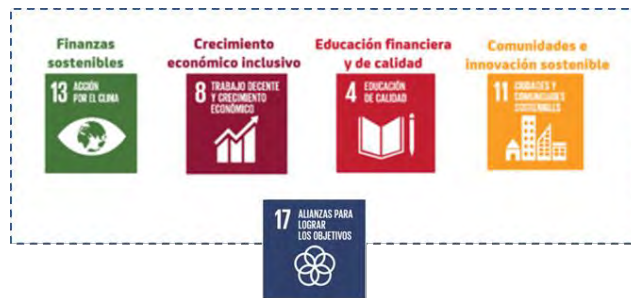 Finanzas
sostenibles
Crecimiento
económico inclusivo
Educación financiera
y de calidad
Comunidades e
innovación sostenible
13 ACCIÓN
POR EL CLIMA
8 TRABAJO DECENTE
Y CRECIMIENTO
ECONÓMICO
4 EDUCACIÓN
DE CALIDAD
11 CIUDADES Y
COMUNIDADES
SOSTENIBLES
17 ALIANZAS PARA
LOGRAR
LOS OBJETIVOS